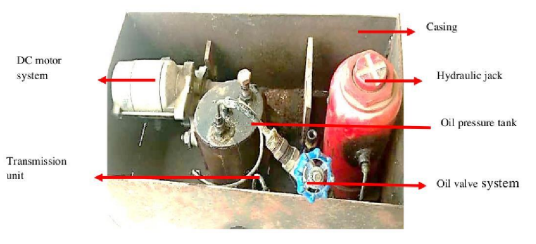 Casing
DC motor
system
Hydraulic jack
Oil pressure tank
Transmission
unit
Oil valve system